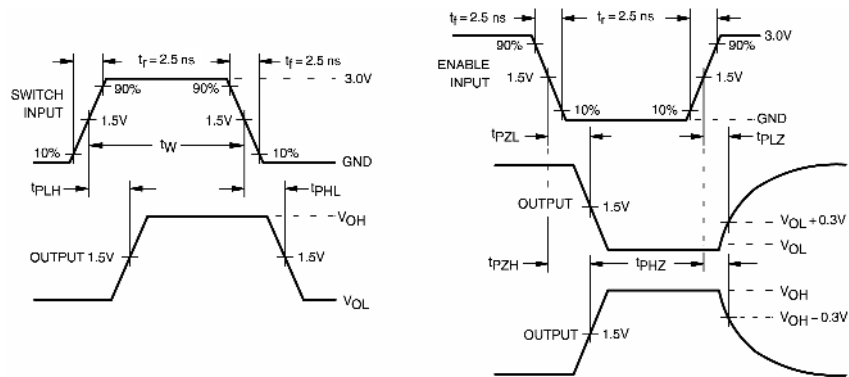 tr = 2.5 ns
tf = 2.5 ns
3.0V
SWITCH INPUT
90%
90%
1.5V
1.5V
tW
10%
10%
GND
tPLH
tPHL
VOH
OUTPUT 1.5V
1.5V
VOL
tf = 2.5 ns
tr = 2.5 ns
3.0V
90%
90%
ENABLE INPUT
1.5V
1.5V
10%
10%
GND
tPZL
tPLZ
OUTPUT
1.5V
VOL + 0.3V
VOL
tPZH
tPHZ
VOH
VOH – 0.3V
OUTPUT
1.5V